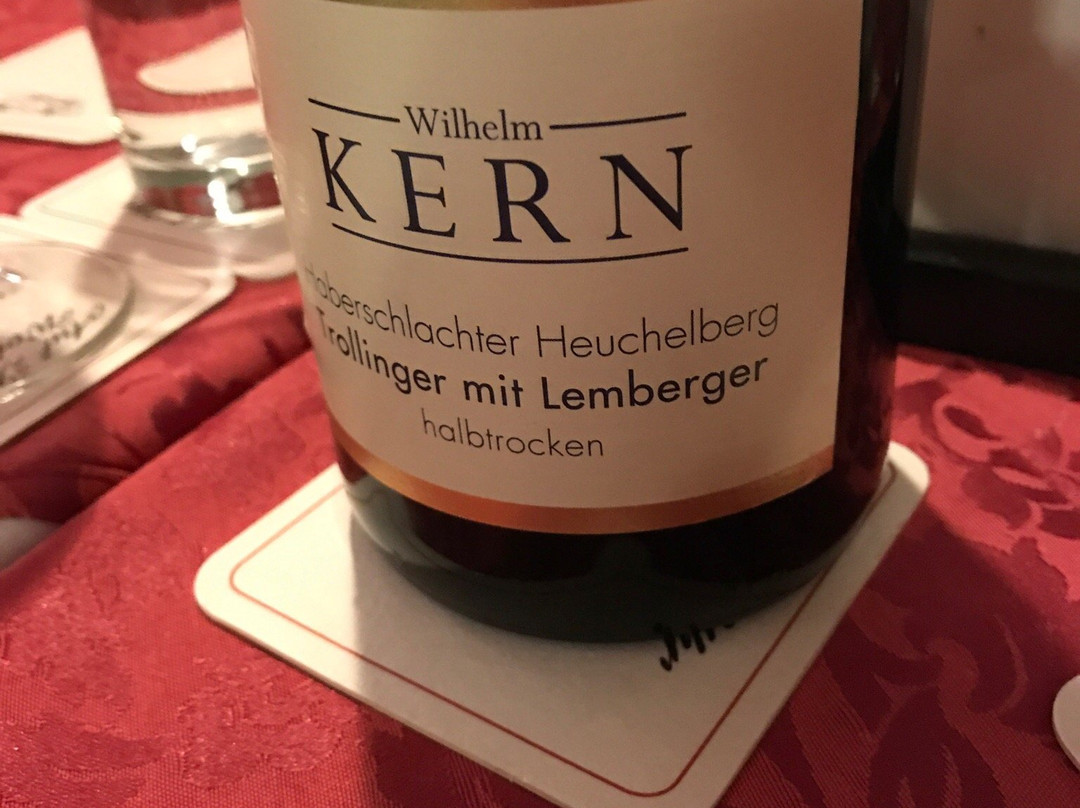 Wilhelm
KERN
Haberschlachter Heuchelberg
Trollinger mit Lemberger
halbtrocken